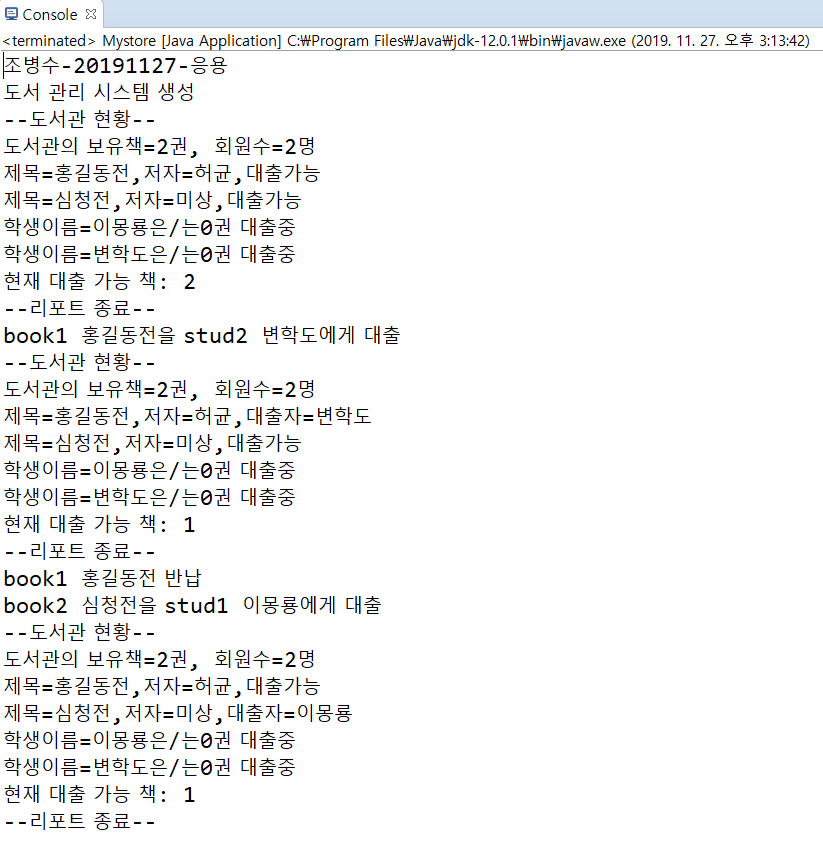 Console
<terminated> Mystore [Java Application] C:₩Program Files₩Java₩jdk-12.0.1₩bin₩javaw.exe (2019. 11. 27. 오후 3:13:42)
조병수-20191127-응용
도서 관리 시스템 생성
--도서관 현황--
도서관의 보유책=2권, 회원수=2명
제목=홍길동전,저자=허균,대출가능
제목=심청전,저자=미상,대출가능
학생이름=이몽룡은/는0권 대출중
학생이름=변학도은/는0권 대출중
현재 대출 가능 책: 2
--리포트 종료--
book1 홍길동전을 stud2 변학도에게 대출
--도서관 현황--
도서관의 보유책=2권, 회원수=2명
제목=홍길동전,저자=허균,대출자=변학도
제목=심청전,저자=미상,대출가능
학생이름=이몽룡은/는0권 대출중
학생이름=변학도은/는0권 대출중
현재 대출 가능 책: 1
--리포트 종료--
book1 홍길동전 반납
book2 심청전을 stud1 이몽룡에게 대출
--도서관 현황--
도서관의 보유책=2권, 회원수=2명
제목=홍길동전,저자=허균,대출가능
제목=심청전,저자=미상,대출자=이몽룡
학생이름=이몽룡은/는0권 대출중
학생이름=변학도은/는0권 대출중
현재 대출 가능 책: 1
--리포트 종료--